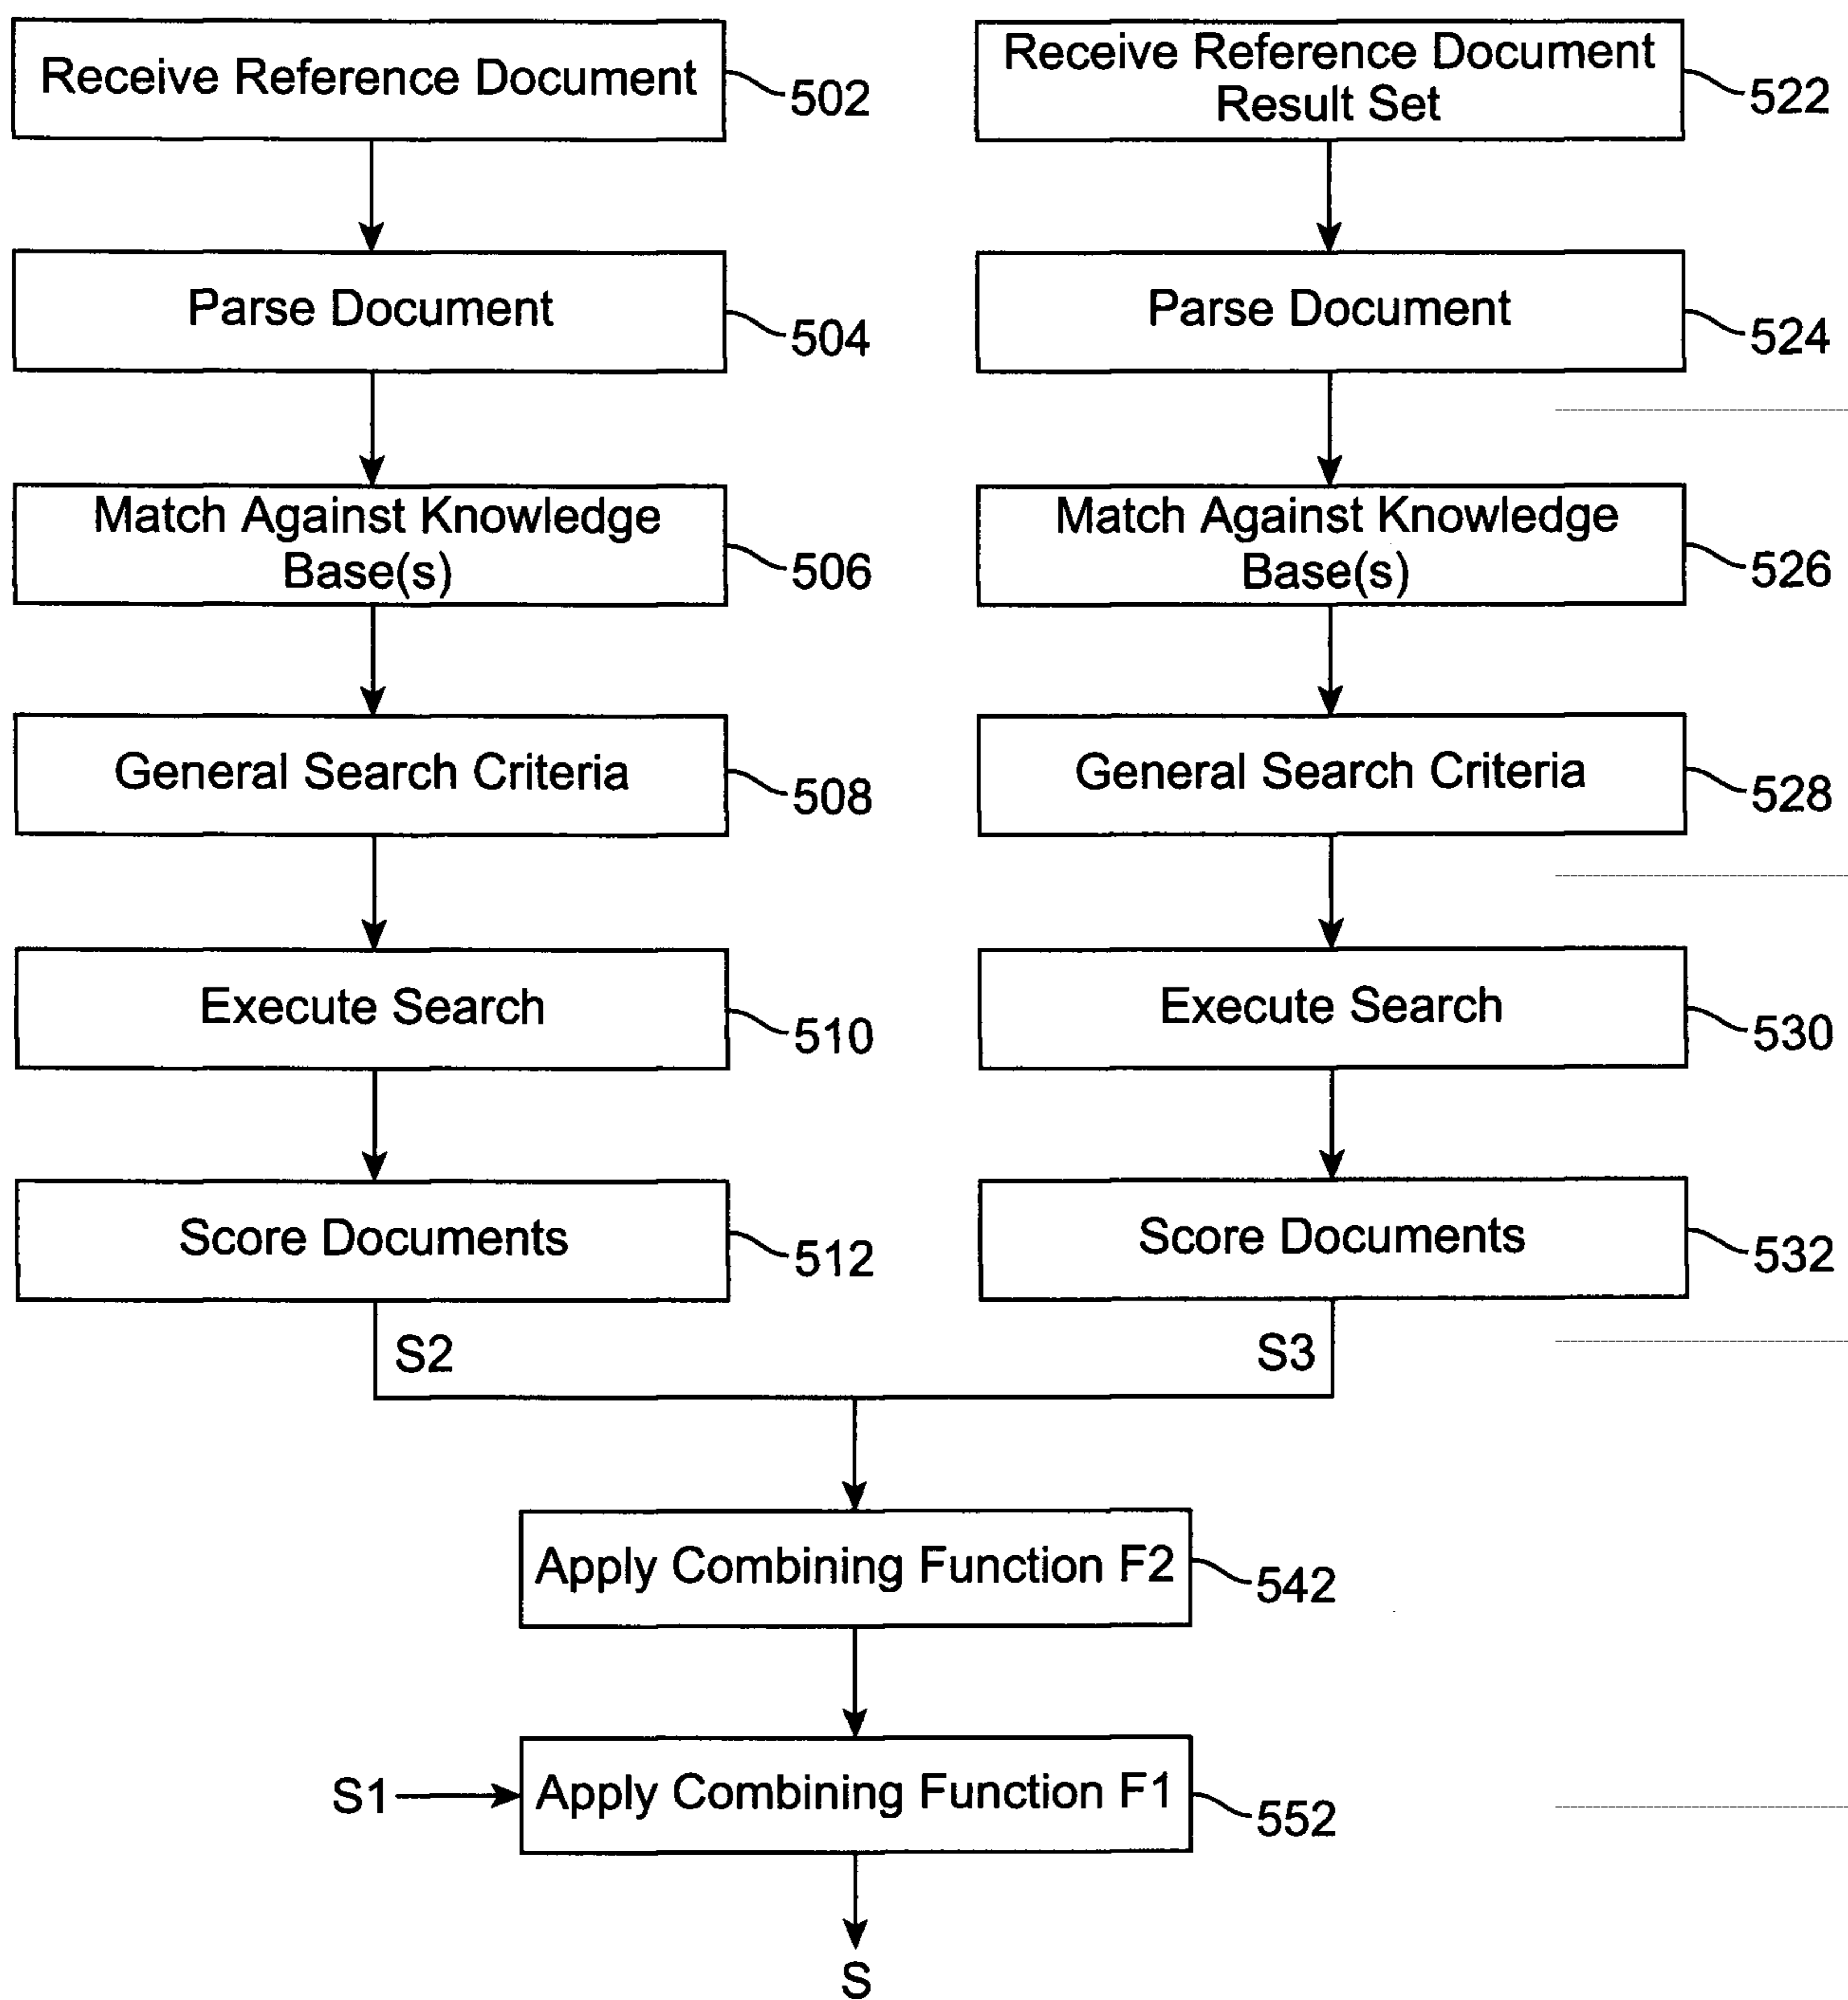 Receive Reference Document
502
Parse Document
504
Match Against Knowledge
Base(s)
506
General Search Criteria
508
Execute Search
510
Score Documents
512
S2
Receive Reference Document
Result Set
522
Parse Document
524
Match Against Knowledge
Base(s)
526
General Search Criteria
528
Execute Search
530
Score Documents
532
S3
Apply Combining Function F2
542
S1
Apply Combining Function F1
552
S